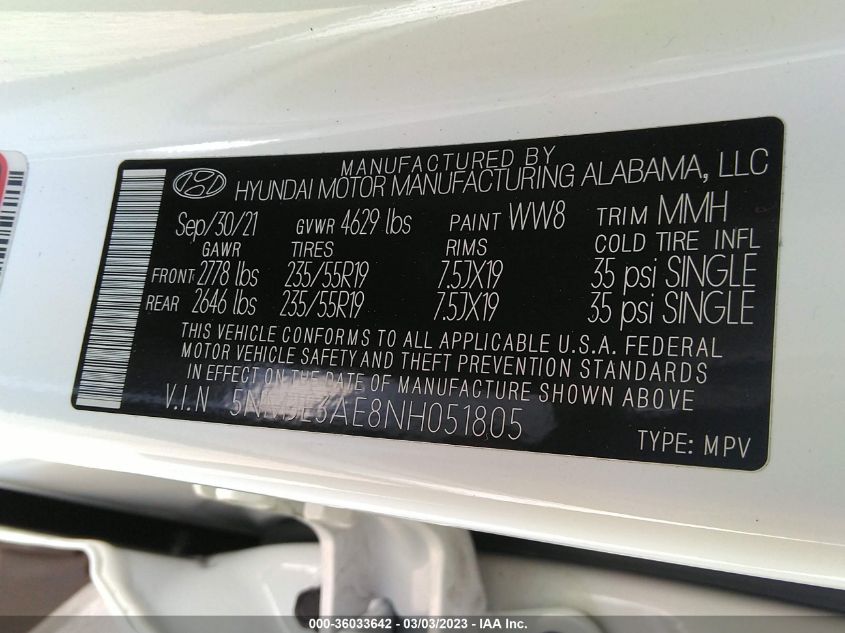 MANUFACTURED BY
HYUNDAI MOTOR MANUFACTURING ALABAMA, LLC
Sep/30/21 GVWR 4629 lbs PAINT WW8 TRIM MMH
GAWR TIRES RIMS COLD TIRE INFL
FRONT 2778 lbs 235/55R19 7.5JX19 35 psi SINGLE
REAR 2646 lbs 235/55R19 7.5JX19 35 psi SINGLE
THIS VEHICLE CONFORMS TO ALL APPLICABLE U.S.A. FEDERAL
MOTOR VEHICLE SAFETY AND THEFT PREVENTION STANDARDS
IN EFFECT ON THE DATE OF MANUFACTURE SHOWN ABOVE
V.I.N
TYPE: MPV
000-36033642 - 03/03/2023 - IAA Inc.